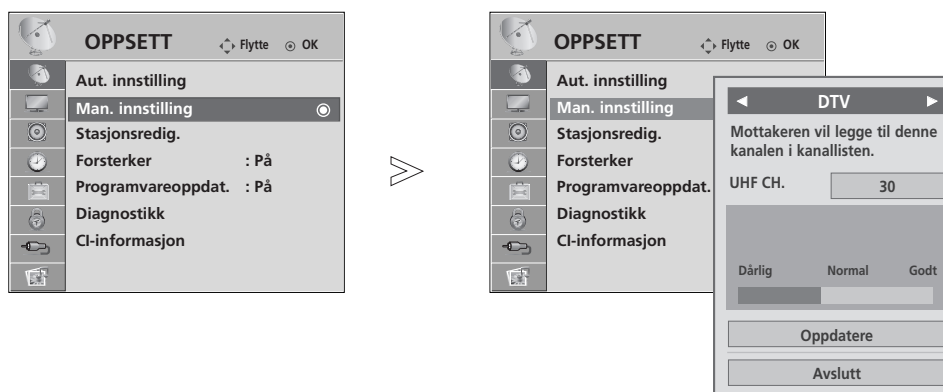 OPPSETT Flytte OK
Aut. innstilling
Man. innstilling
Stasjonsredig.
Forsterker : På
Programvareoppdat. : På
Diagnostikk
CI-informasjon
OPPSETT Flytte OK
Aut. innstilling
Man. innstilling
Stasjonsredig.
Forsterker
Programvareoppdat.
Diagnostikk
CI-informasjon
DTV
Mottakeren vil legge til denne
kanalen i kanallisten.
UHF CH. 30
Dårlig Normal Godt
Oppdatere
Avslutt